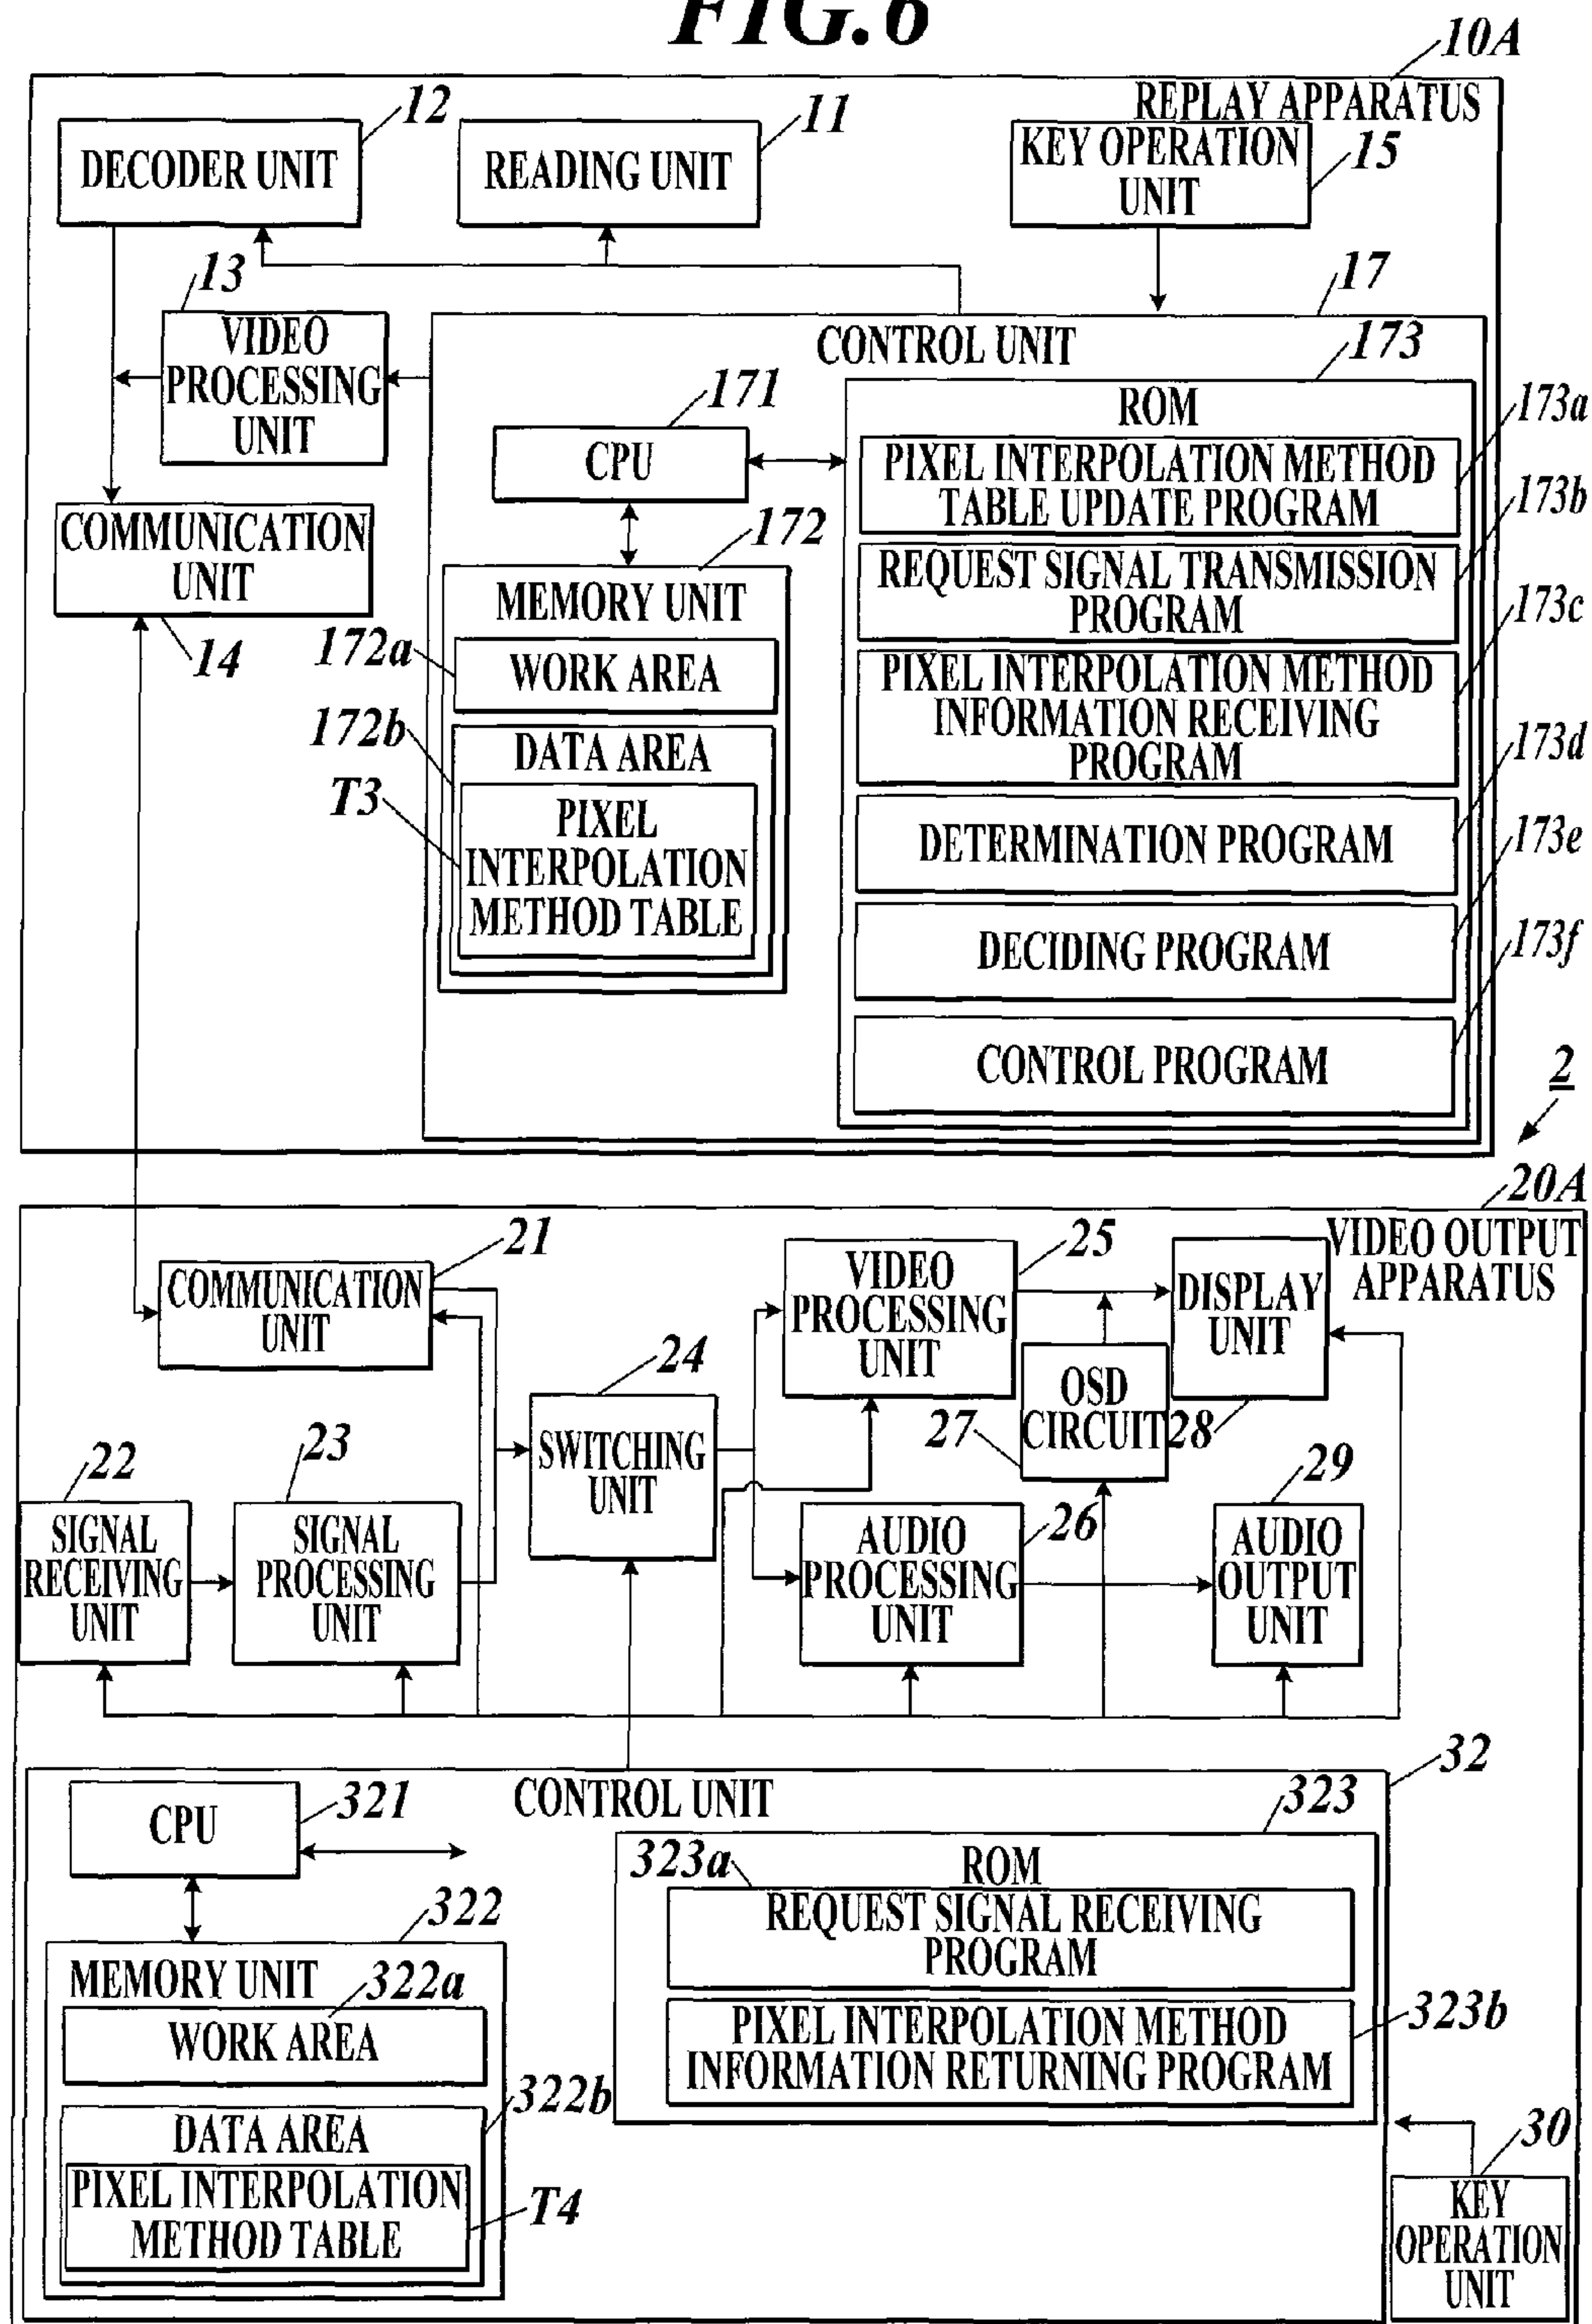 FIG.6
10A
REPLAY APPARATUS
12
DECODER UNIT
11
READING UNIT
KEY OPERATION
UNIT
15
13
VIDEO
PROCESSING
UNIT
17
CONTROL UNIT
173
ROM
171
CPU
173a
PIXEL INTERPOLATION METHOD
TABLE UPDATE PROGRAM
173b
REQUEST SIGNAL TRANSMISSION
PROGRAM
173c
PIXEL INTERPOLATION METHOD
INFORMATION RECEIVING
PROGRAM
173d
DETERMINATION PROGRAM
173e
DECIDING PROGRAM
173f
CONTROL PROGRAM
COMMUNICATION
UNIT
14
172
MEMORY UNIT
172a
WORK AREA
172b
DATA AREA
T3
PIXEL
INTERPOLATION
METHOD TABLE
2
20A
VIDEO OUTPUT
APPARATUS
21
COMMUNICATION
UNIT
25
VIDEO
PROCESSING
UNIT
DISPLAY
UNIT
28
24
SWITCHING
UNIT
27
OSD
CIRCUIT
22
SIGNAL
RECEIVING
UNIT
23
SIGNAL
PROCESSING
UNIT
26
AUDIO
PROCESSING
UNIT
29
AUDIO
OUTPUT
UNIT
32
CONTROL UNIT
321
CPU
323
ROM
323a
REQUEST SIGNAL RECEIVING
PROGRAM
323b
PIXEL INTERPOLATION METHOD
INFORMATION RETURNING PROGRAM
322
MEMORY UNIT
322a
WORK AREA
322b
DATA AREA
PIXEL INTERPOLATION
METHOD TABLE
T4
30
KEY
OPERATION
UNIT